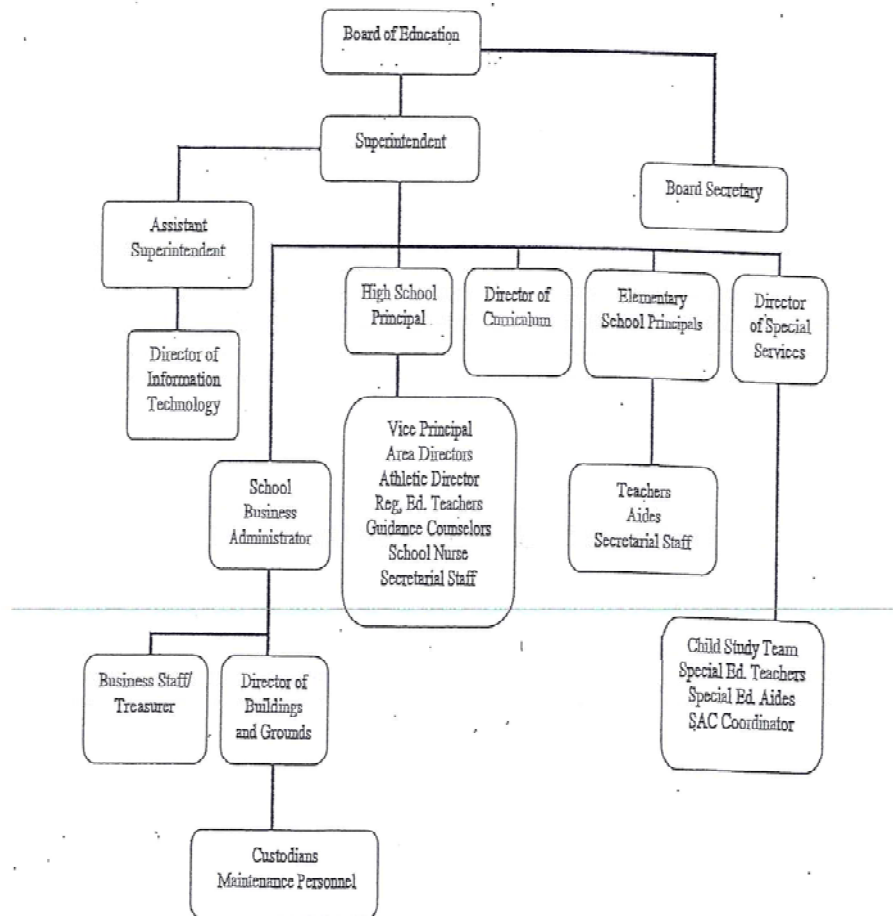 Board of Education
Superintendent
Board Secretary
Assistant
Superintendent
High School
Principal
Director of
Curriculum
Elementary
School Principals
Director
of Special
Services
Director of
Information
Technology
Vice Principal
Area Directors
Athletic Director
Reg, Ed. Teachers
Guidance Counselors
School Nurse
Secretarial Staff
School
Business
Administrator
Teachers
Aides
Secretarial Staff
Business Staff/
Treasurer
Director of
Buildings
and Grounds
Child Study Team
Special Ed. Teachers
Special Ed. Aides
SAC Coordinator
Custodians
Maintenance Personnel